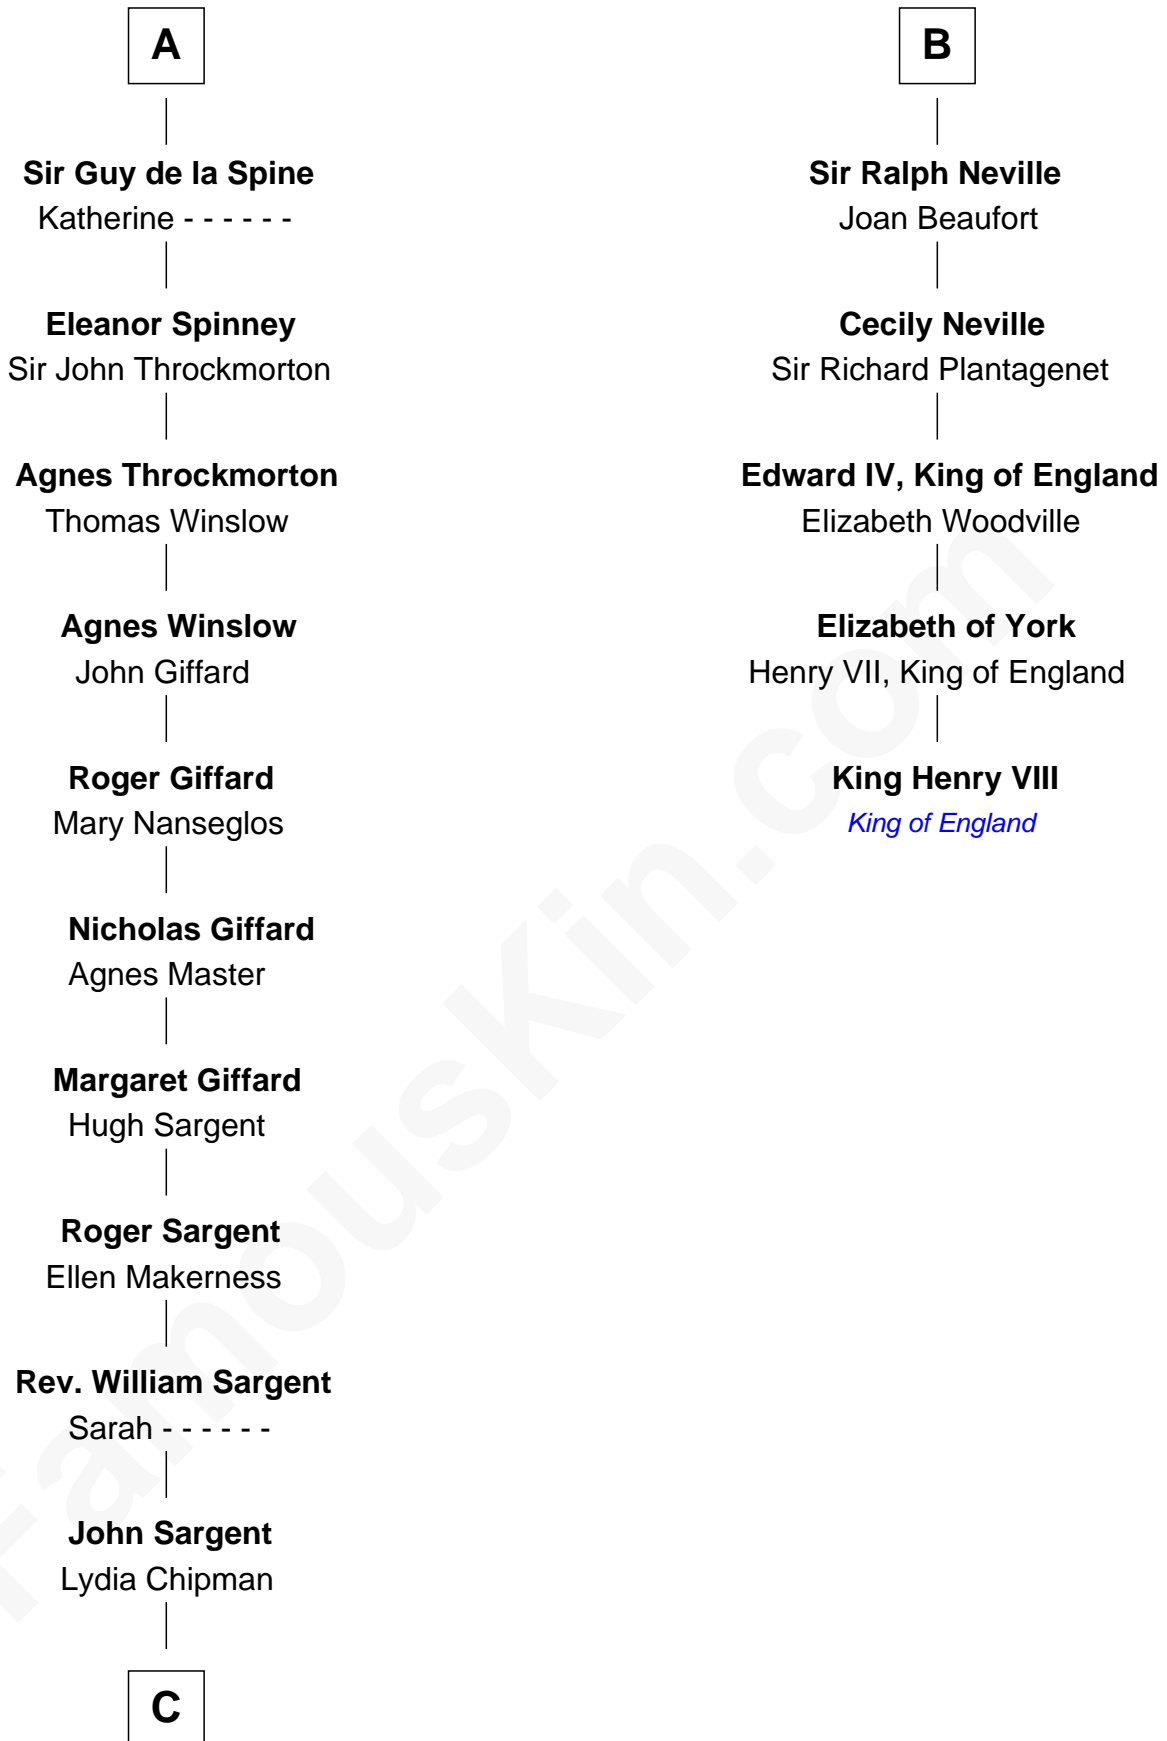 A
Sir Guy de la Spine
Katherine - - - - - -
Eleanor Spinney
Sir John Throckmorton
Agnes Throckmorton
Thomas Winslow
Agnes Winslow
John Giffard
Roger Giffard
Mary Nanseglos
Nicholas Giffard
Agnes Master
Margaret Giffard
Hugh Sargent
Roger Sargent
Ellen Makerness
Rev. William Sargent
Sarah - - - - - -
John Sargent
Lydia Chipman
C
B
Sir Ralph Neville
Joan Beaufort
Cecily Neville
Sir Richard Plantagenet
Edward IV, King of England
Elizabeth Woodville
Elizabeth of York
Henry VII, King of England
King Henry VIII
King of England
FamousKin.com